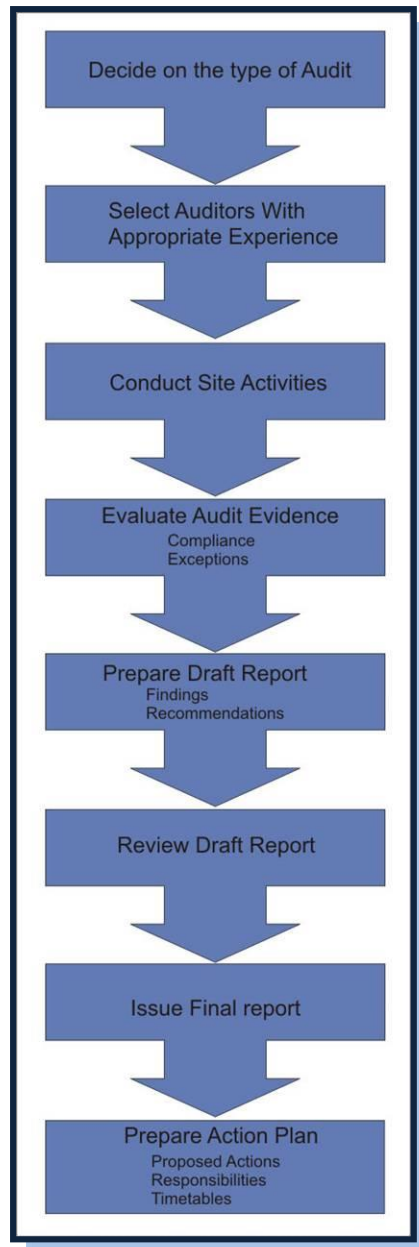 Decide on the type of Audit
Select Auditors With
Appropriate Experience
Conduct Site Activities
Evaluate Audit Evidence
Compliance
Exceptions
Prepare Draft Report
Findings
Recommendations
Review Draft Report
Issue Final report
Prepare Action Plan
Proposed Actions
Responsibilities
Timetables